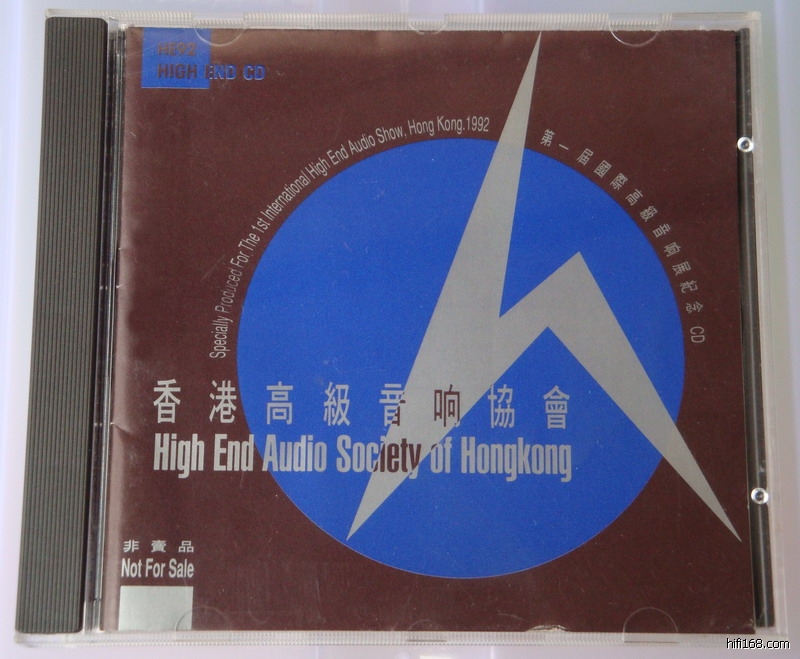 HE92
HIGH END CD
Specially Produced For The 1st International High End Audio Show, Hong Kong.1992
第一屆國際高級音响展紀念CD
香港高級音响協會
High End Audio Society of Hongkong
非賣品
Not For Sale
hifi168.com